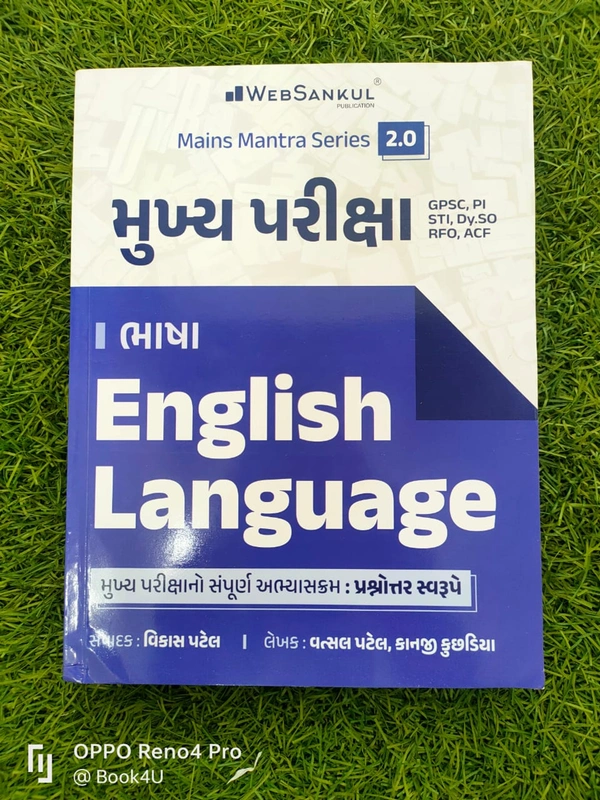 WEBSANKUL®
PUBLICATION
Mains Mantra Series 2.0
મુખ્ય પરીક્ષા
GPSC, PI
STI, Dy.SO
RFO, ACF
ભાષા
English
Language
મુખ્ય પરીક્ષાનો સંપૂર્ણ અભ્યાસક્રમ : પ્રશ્નોત્તર સ્વરૂપે
સંપાદક : વિકાસ પટેલ | લેખક : વત્સલ પટેલ, કાનજી કુછડિયા
OPPO Reno4 Pro
@ Book4U